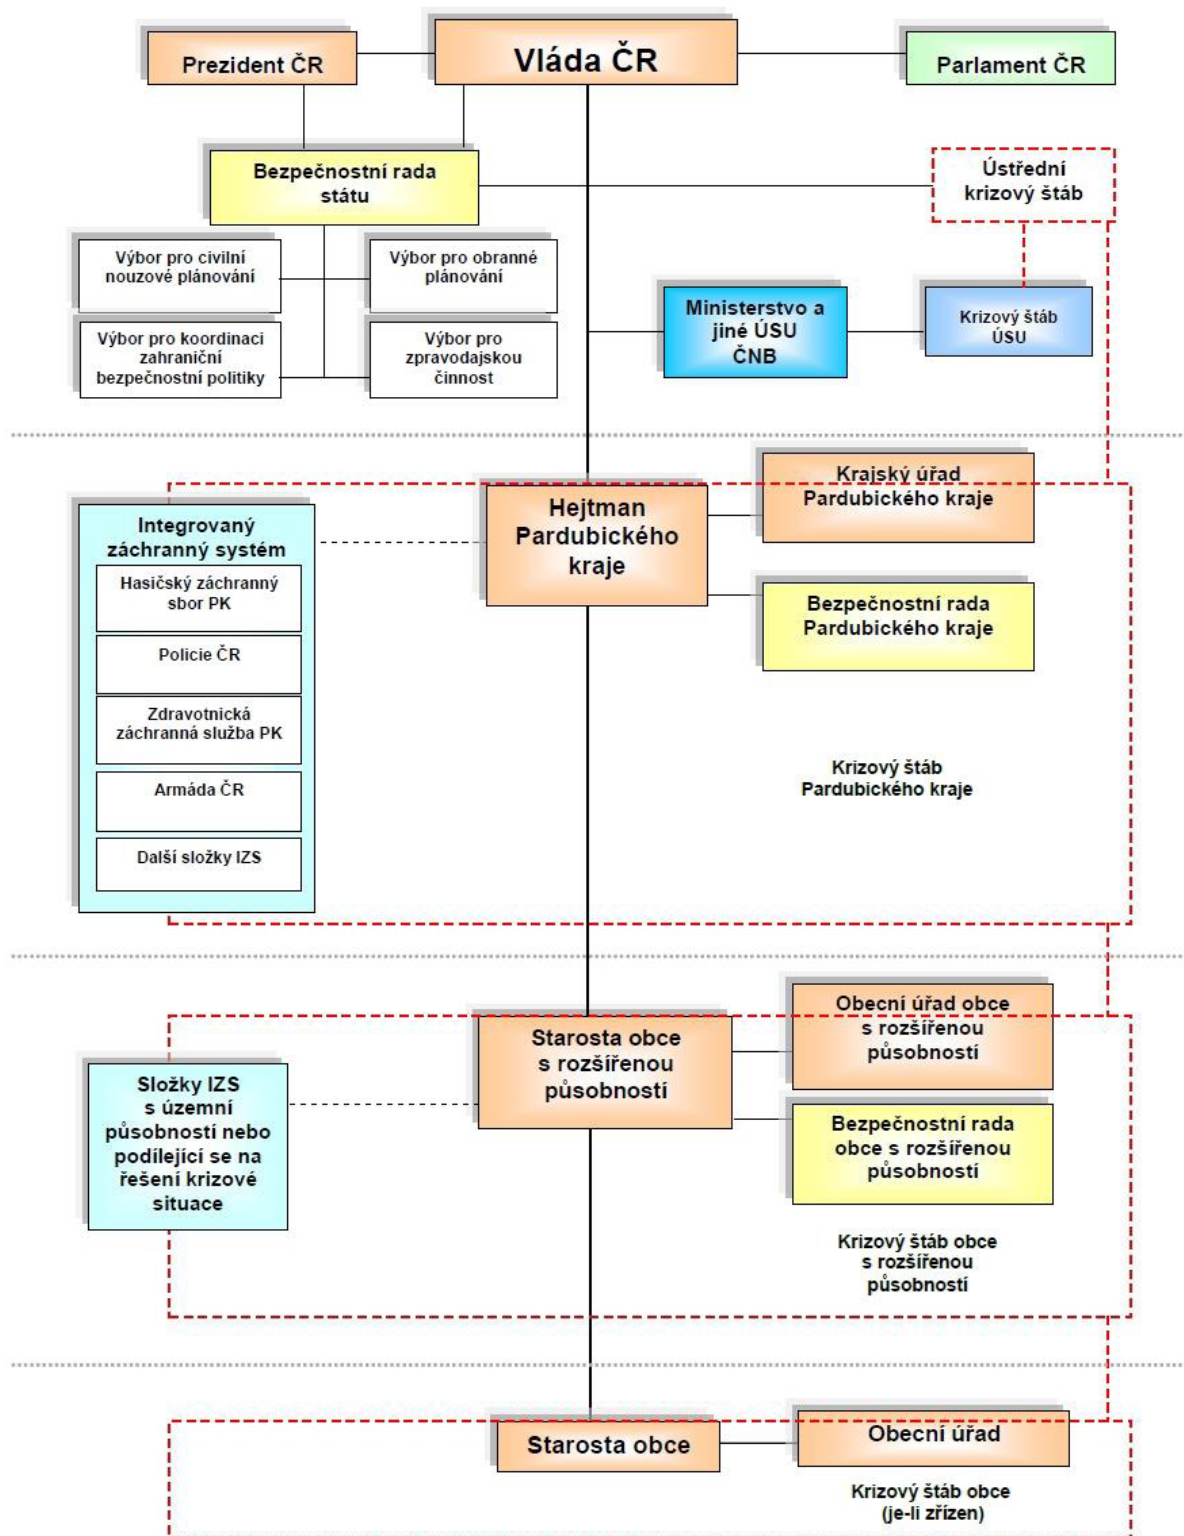 Prezident ČR
Vláda ČR
Parlament ČR
Bezpečnostní rada
státu
Ústřední
krizový štáb
Výbor pro civilní
nouzové plánování
Výbor pro obranné
plánování
Výbor pro koordinaci
zahraniční
bezpečnostní politiky
Výbor pro
zpravodajskou
činnost
Ministerstvo a
jiné ÚSU
ČNB
Krizový štáb
ÚSU
Integrovaný
záchranný systém
Hasičský záchranný
sbor PK
Policie ČR
Zdravotnická
záchranná služba PK
Armáda ČR
Další složky IZS
Hejtman
Pardubického
kraje
Krajský úřad
Pardubického kraje
Bezpečnostní rada
Pardubického kraje
Krizový štáb
Pardubického kraje
Složky IZS
s územní
působností nebo
podílející se na
řešení krizové
situace
Starosta obce
s rozšířenou
působností
Obecní úřad obce
s rozšířenou
působností
Bezpečnostní rada
obce s rozšířenou
působností
Krizový štáb obce
s rozšířenou
působností
Starosta obce
Obecní úřad
Krizový štáb obce
(je-li zřízen)